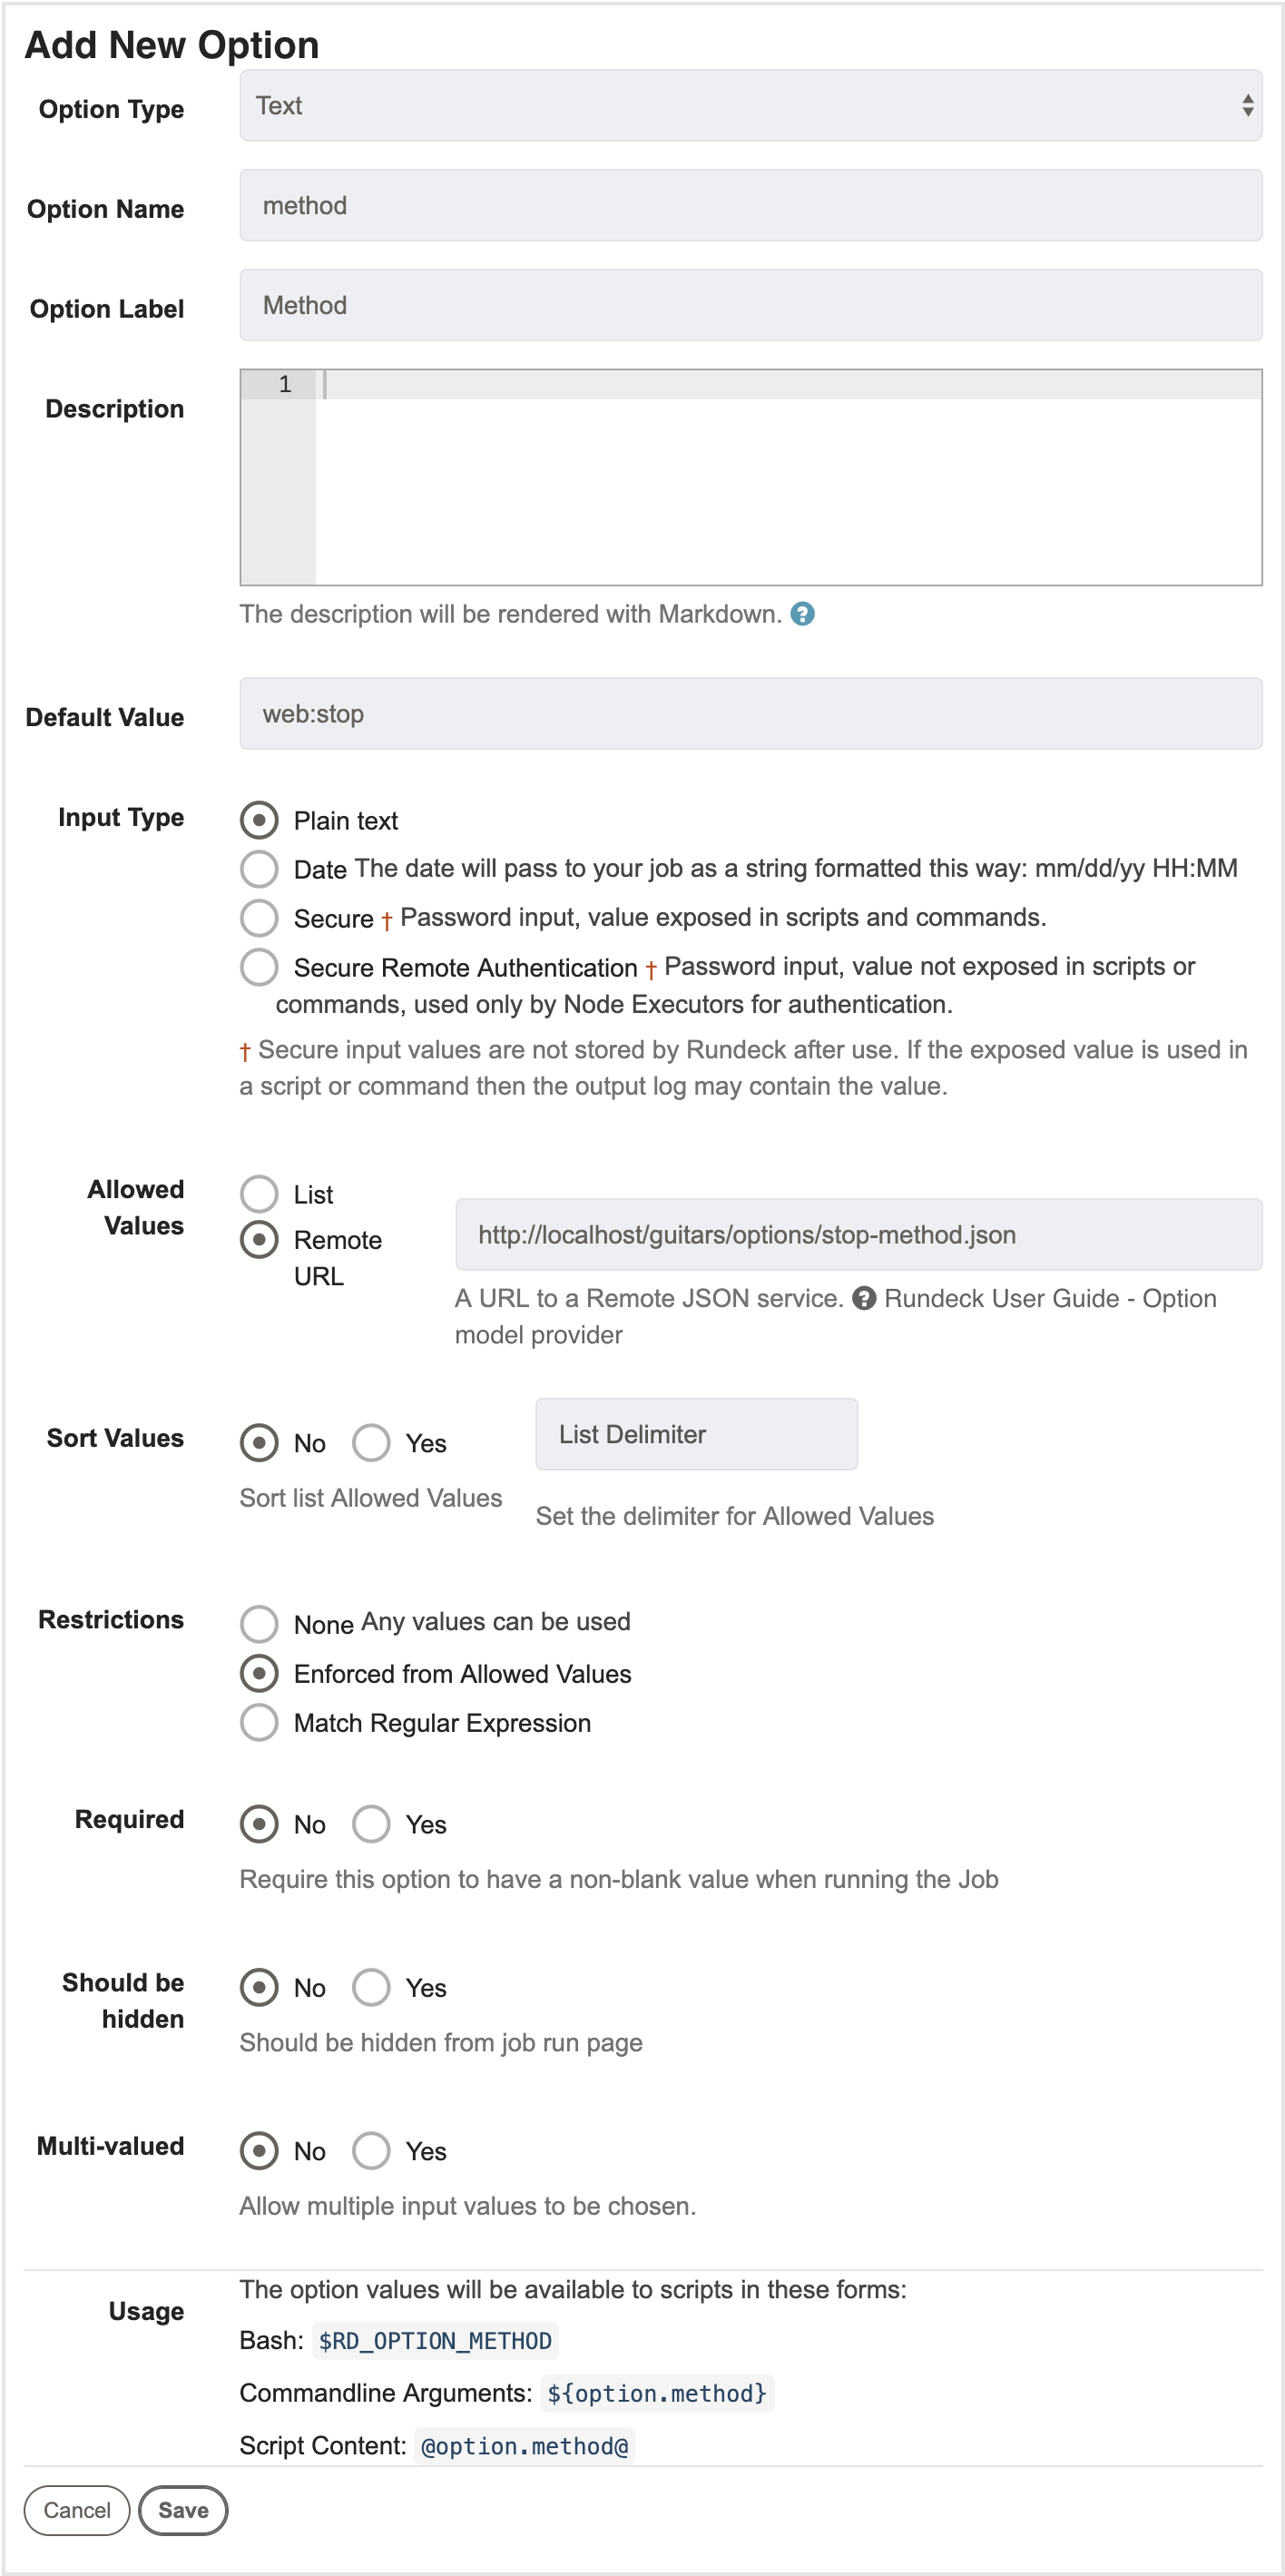 Add New Option
Option Type
Text
Option Name
method
Option Label
Method
Description
1
The description will be rendered with Markdown. ?
Default Value
web:stop
Input Type
Plain text
Date The date will pass to your job as a string formatted this way: mm/dd/yy HH:MM
Secure † Password input, value exposed in scripts and commands.
Secure Remote Authentication † Password input, value not exposed in scripts or
commands, used only by Node Executors for authentication.
† Secure input values are not stored by Rundeck after use. If the exposed value is used in
a script or command then the output log may contain the value.
Allowed
Values
List
Remote
URL
http://localhost/guitars/options/stop-method.json
A URL to a Remote JSON service. ? Rundeck User Guide - Option
model provider
Sort Values
No Yes
List Delimiter
Sort list Allowed Values
Set the delimiter for Allowed Values
Restrictions
None Any values can be used
Enforced from Allowed Values
Match Regular Expression
Required
No Yes
Require this option to have a non-blank value when running the Job
Should be
hidden
No Yes
Should be hidden from job run page
Multi-valued
No Yes
Allow multiple input values to be chosen.
Usage
The option values will be available to scripts in these forms:
Bash: $RD_OPTION_METHOD
Commandline Arguments: ${option.method}
Script Content: @option.method@
Cancel Save